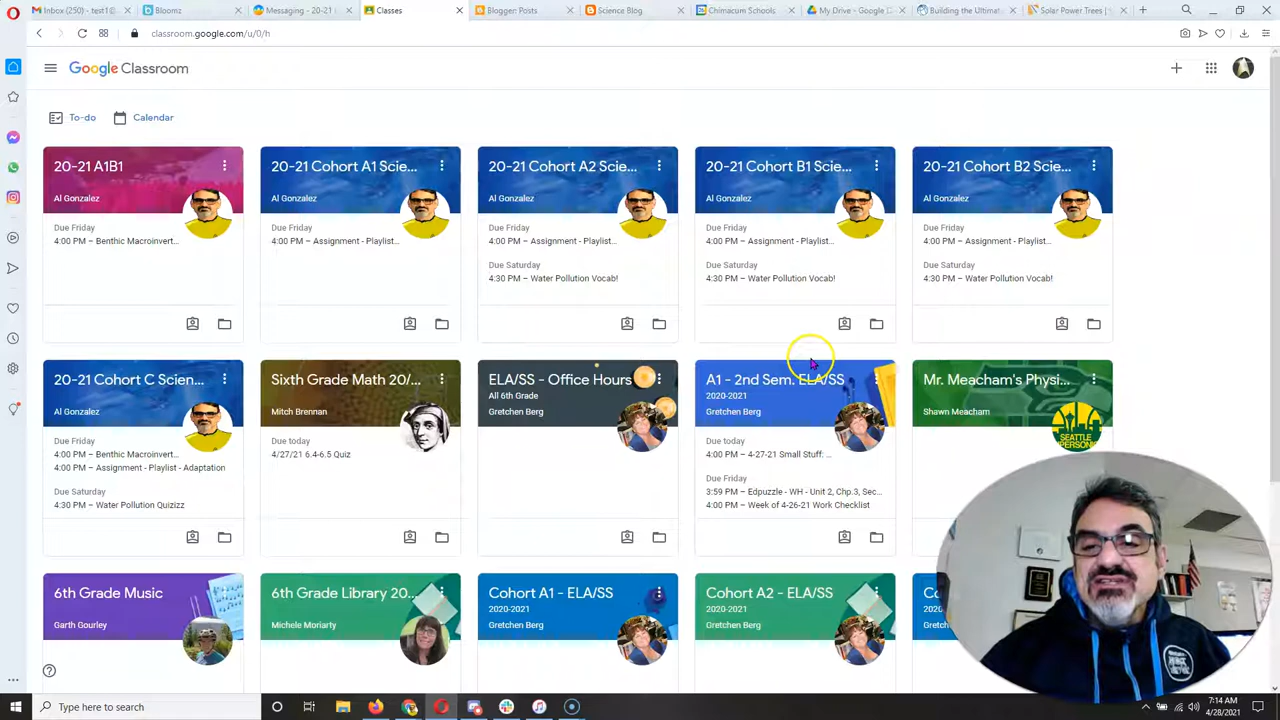 Inbox (250) – test1@
Bloomz
Messaging - 20-21
Classes
Blogger: Posts
Science Blog
Chimacum Schools
My Drive - Google D
Building the Ultimat
Solar Power Trees |
classroom.google.com/u/0/h
Google Classroom
To-do
Calendar
20-21 A1B1
Al Gonzalez
Due Friday
4:00 PM – Benthic Macroinvert...
20-21 Cohort A1 Scie...
Al Gonzalez
Due Friday
4:00 PM – Assignment - Playlist...
20-21 Cohort A2 Scie...
Al Gonzalez
Due Friday
4:00 PM – Assignment - Playlist...
Due Saturday
4:30 PM – Water Pollution Vocab!
20-21 Cohort B1 Scie...
Al Gonzalez
Due Friday
4:00 PM – Assignment - Playlist...
Due Saturday
4:30 PM – Water Pollution Vocab!
20-21 Cohort B2 Scie...
Al Gonzalez
Due Friday
4:00 PM – Assignment - Playlist...
Due Saturday
4:30 PM – Water Pollution Vocab!
20-21 Cohort C Scien...
Al Gonzalez
Due Friday
4:00 PM – Benthic Macroinvert...
4:00 PM – Assignment - Playlist - Adaptation
Due Saturday
4:30 PM – Water Pollution Quizizz
Sixth Grade Math 20/...
Mitch Brennan
Due today
4/27/21 6.4-6.5 Quiz
ELA/SS - Office Hours
All 6th Grade
Gretchen Berg
A1 - 2nd Sem. ELA/SS
2020-2021
Gretchen Berg
Due today
4:00 PM – 4-27-21 Small Stuff: ...
Due Friday
3:59 PM – Edpuzzle - WH - Unit 2, Chp.3, Sec...
4:00 PM – Week of 4-26-21 Work Checklist
Mr. Meacham's Physi...
Shawn Meacham
SEATTLE
6th Grade Music
Garth Gourley
6th Grade Library 20...
Michele Moriarty
Cohort A1 - ELA/SS
2020-2021
Gretchen Berg
Cohort A2 - ELA/SS
2020-2021
Gretchen Berg
Co
2020
Gretchen
Type here to search
7:14 AM
4/28/2021